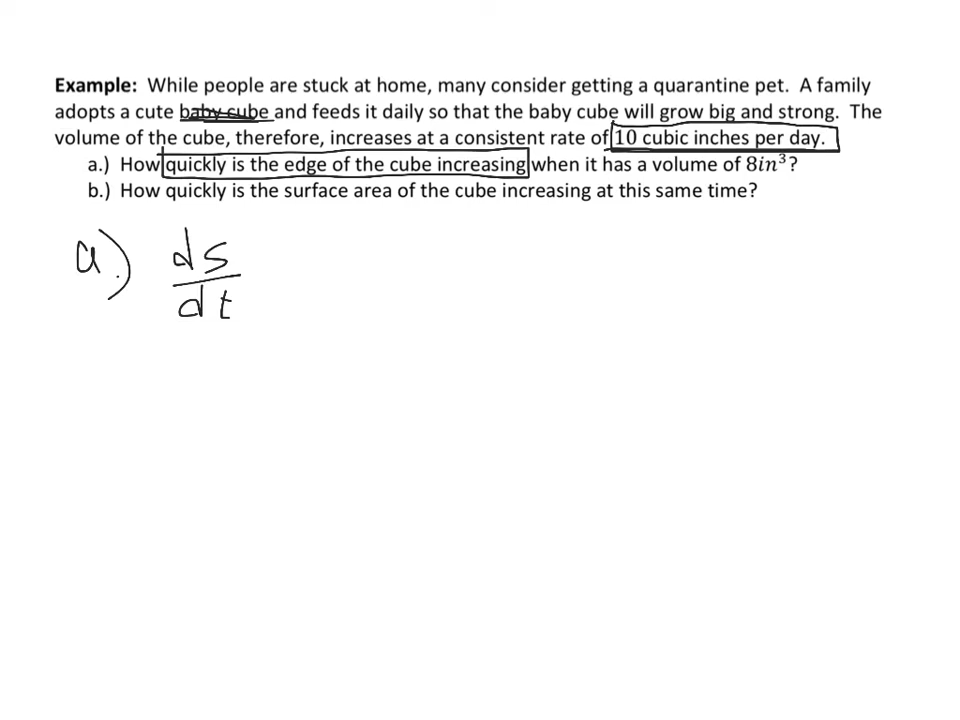 Example: While people are stuck at home, many consider getting a quarantine pet. A family
adopts a cute baby cube and feeds it daily so that the baby cube will grow big and strong. The
volume of the cube, therefore, increases at a consistent rate of 10 cubic inches per day.
a.) How quickly is the edge of the cube increasing when it has a volume of 8in³?
b.) How quickly is the surface area of the cube increasing at this same time?
a.) ds
dt